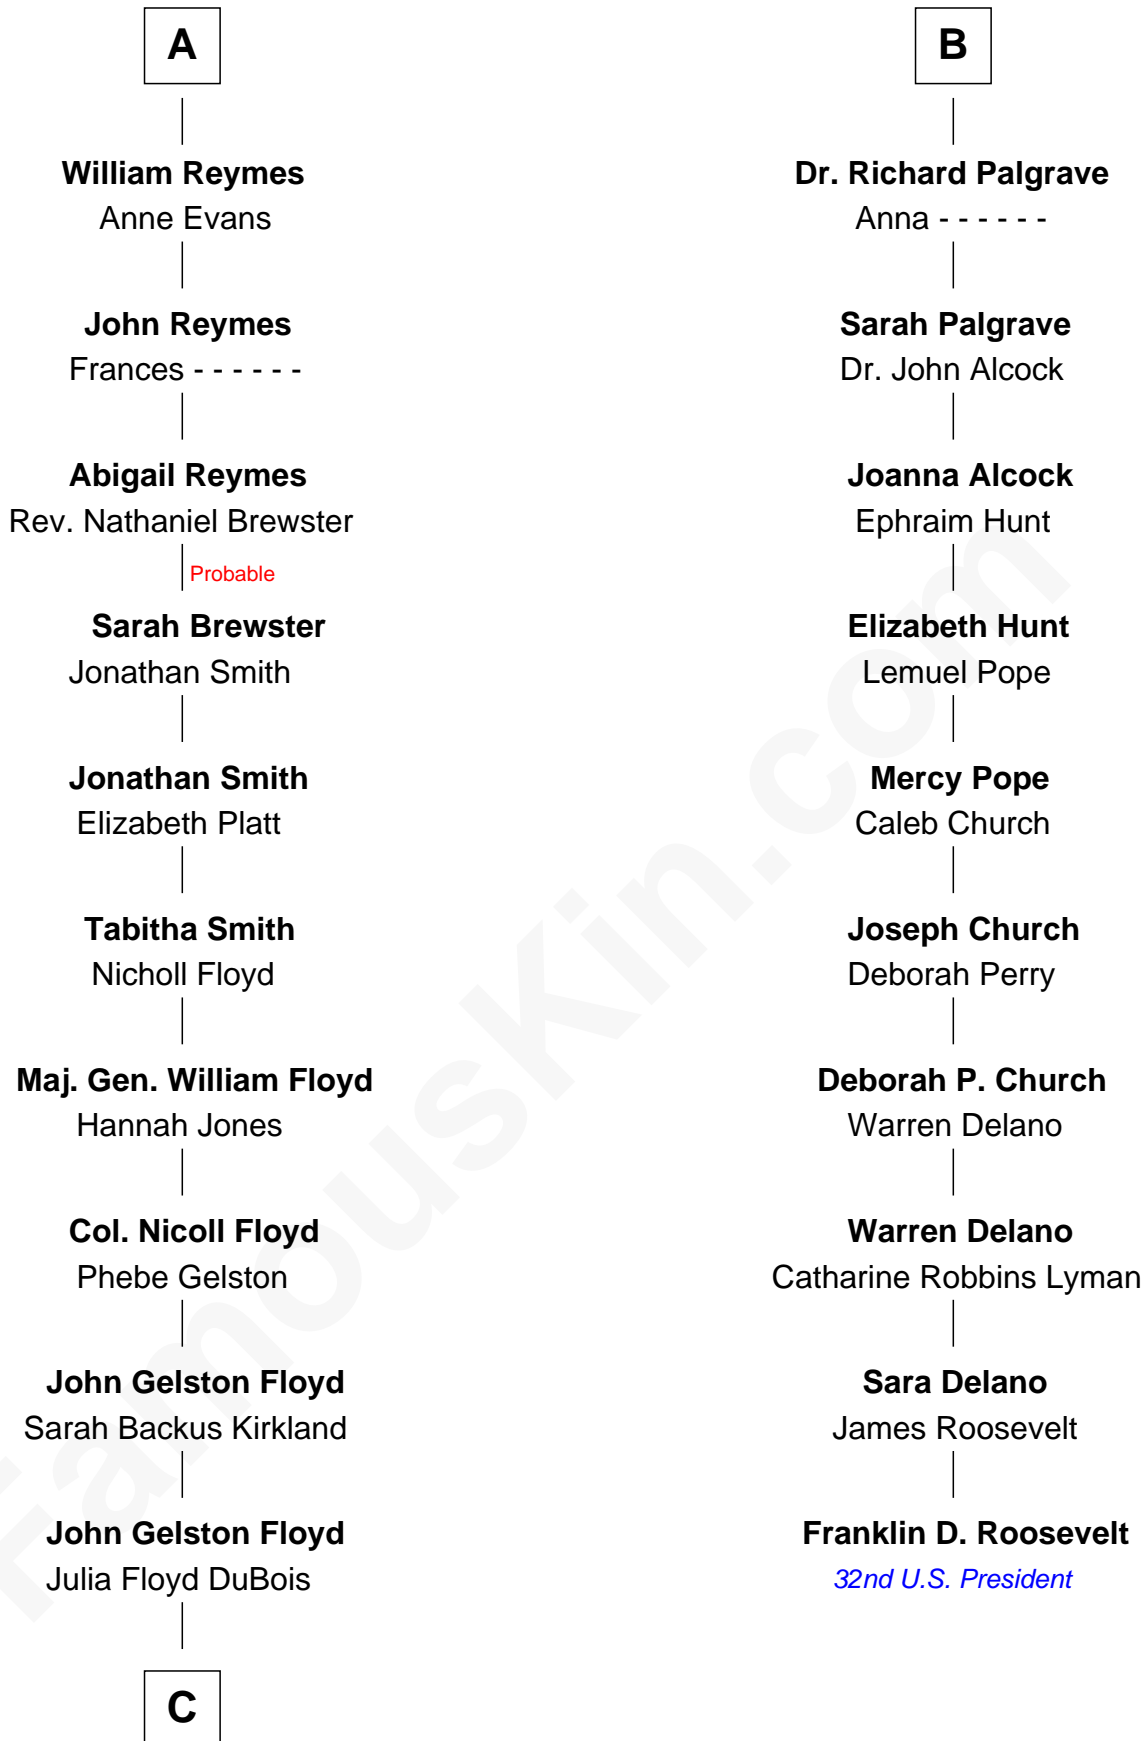 A
William Reymes
Anne Evans
John Reymes
Frances - - - - - -
Abigail Reymes
Rev. Nathaniel Brewster
Probable
Sarah Brewster
Jonathan Smith
Jonathan Smith
Elizabeth Platt
Tabitha Smith
Nicholl Floyd
Maj. Gen. William Floyd
Hannah Jones
Col. Nicoll Floyd
Phebe Gelston
John Gelston Floyd
Sarah Backus Kirkland
John Gelston Floyd
Julia Floyd DuBois
C
B
Dr. Richard Palgrave
Anna - - - - - -
Sarah Palgrave
Dr. John Alcock
Joanna Alcock
Ephraim Hunt
Elizabeth Hunt
Lemuel Pope
Mercy Pope
Caleb Church
Joseph Church
Deborah Perry
Deborah P. Church
Warren Delano
Warren Delano
Catharine Robbins Lyman
Sara Delano
James Roosevelt
Franklin D. Roosevelt
32nd U.S. President
FamousKin.com